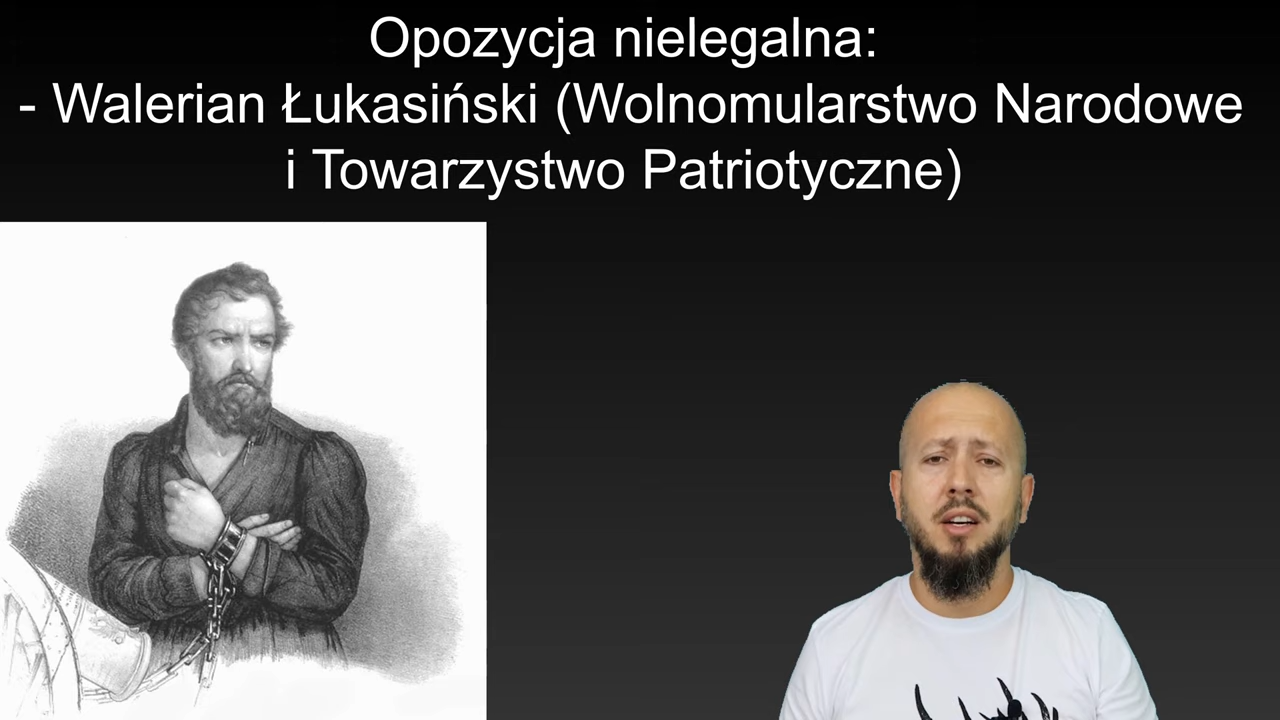 Opozycja nielegalna:
- Walerian Łukasiński (Wolnomularstwo Narodowe
i Towarzystwo Patriotyczne)